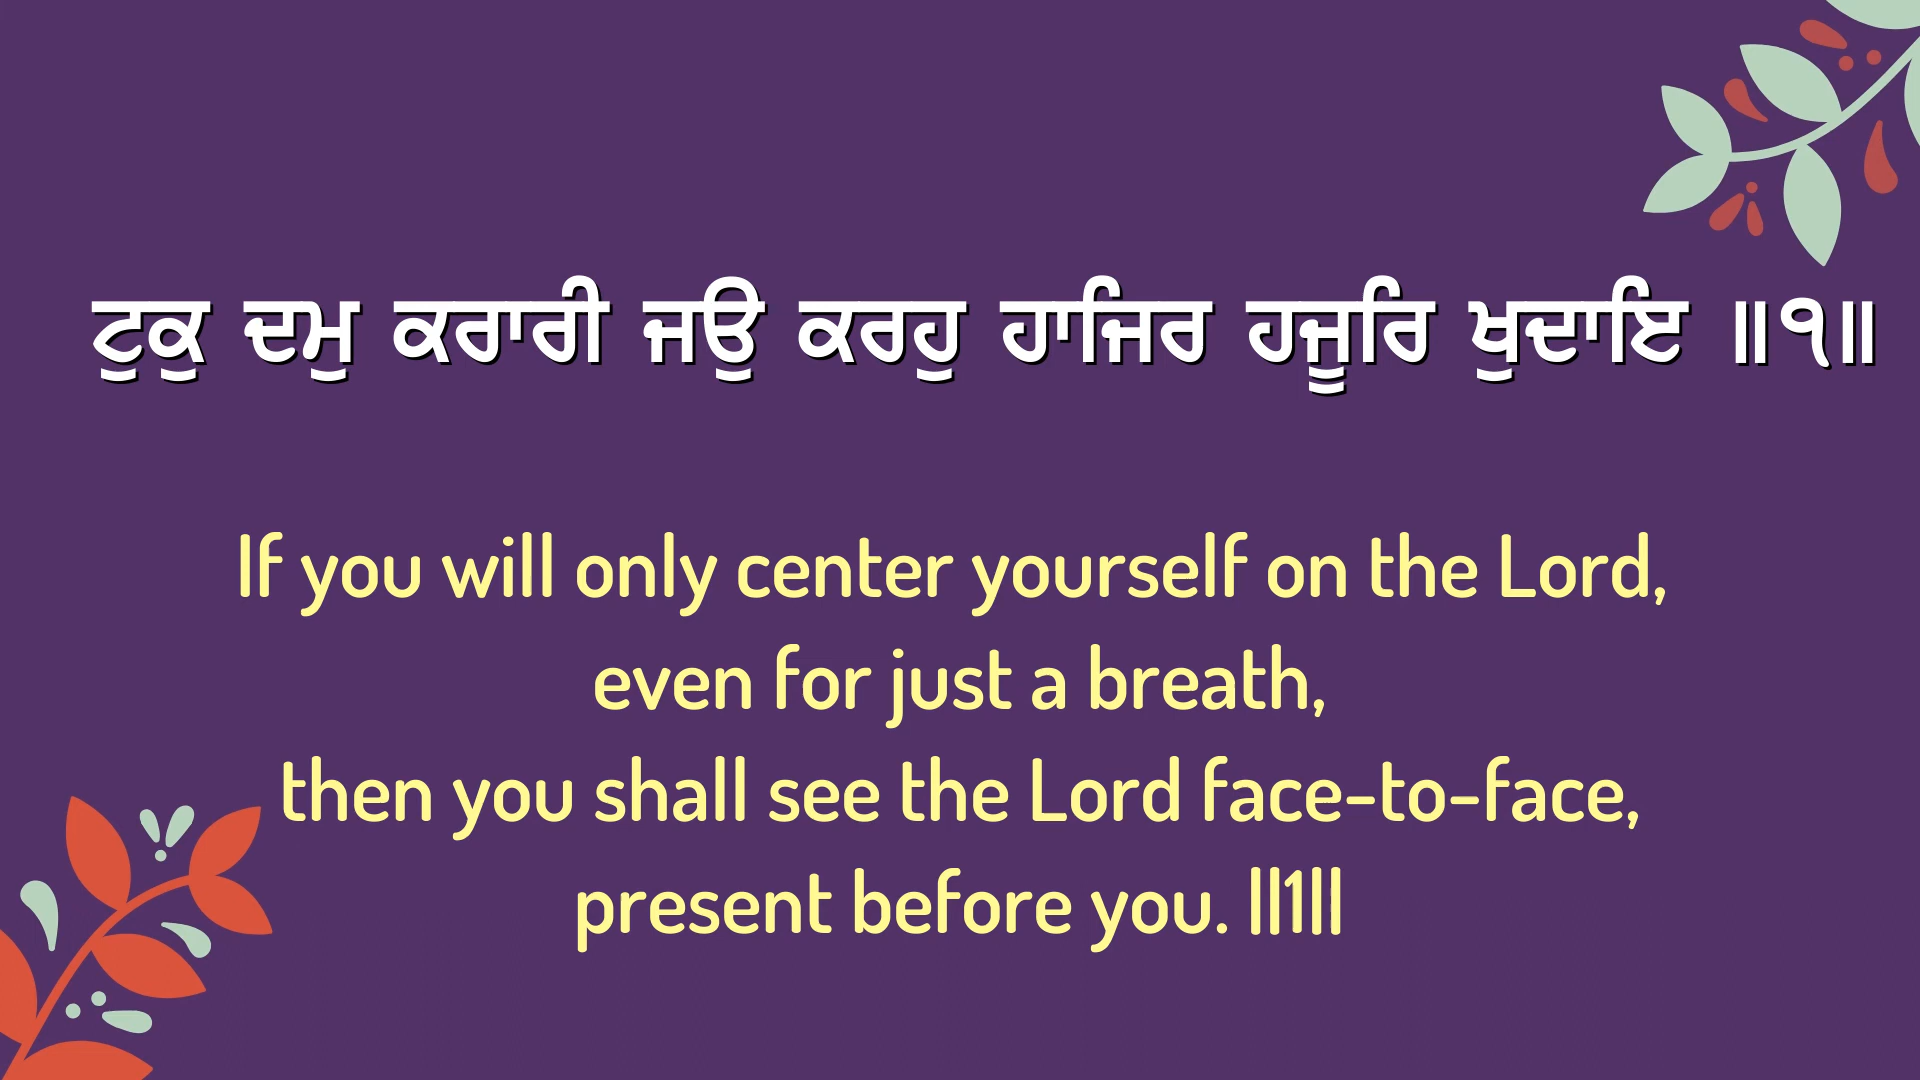 ਟੁਕੁ ਦਮੁ ਕਰਾਰੀ ਜਉ ਕਰਹੁ ਹਾਜਿਰ ਹਜੂਰਿ ਖੁਦਾਇ ॥੧॥
If you will only center yourself on the Lord,
even for just a breath,
then you shall see the Lord face-to-face,
present before you. ||1||